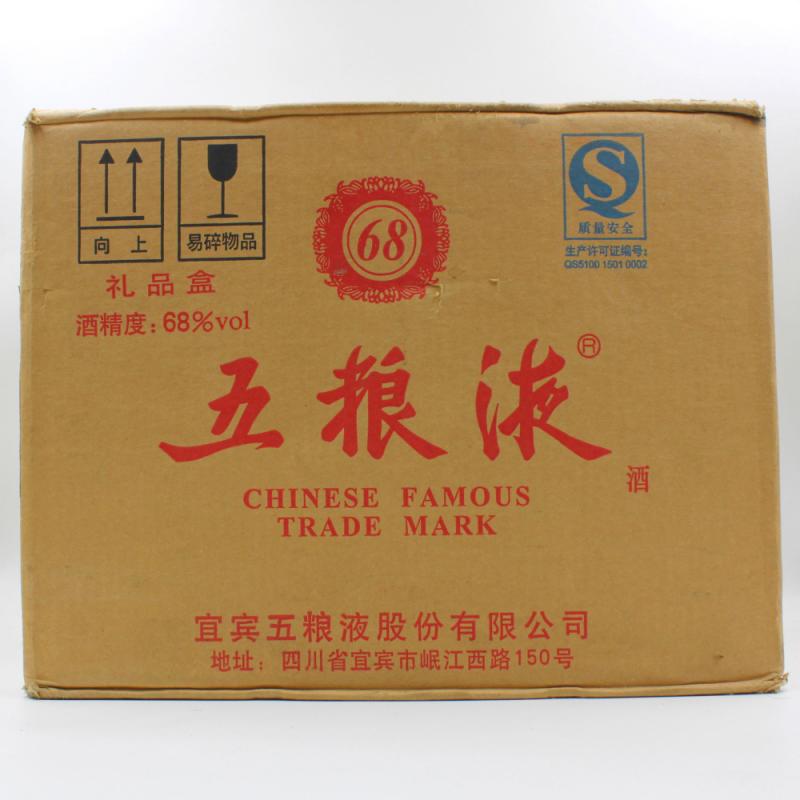 向 上
易碎物品
68
S
质量安全
生产许可证编号:
QS5100 1501 0002
礼品盒
酒精度:68%vol
五粮液®
酒
CHINESE FAMOUS
TRADE MARK
宜宾五粮液股份有限公司
地址:四川省宜宾市岷江西路150号